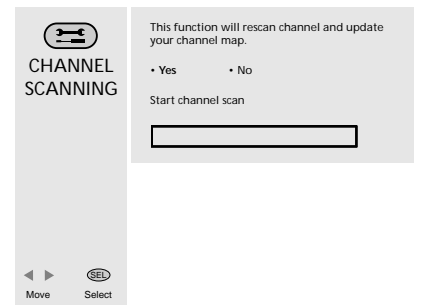 CHANNEL
SCANNING
This function will rescan channel and update
your channel map.
• Yes • No
Start channel scan
SEL
Move Select